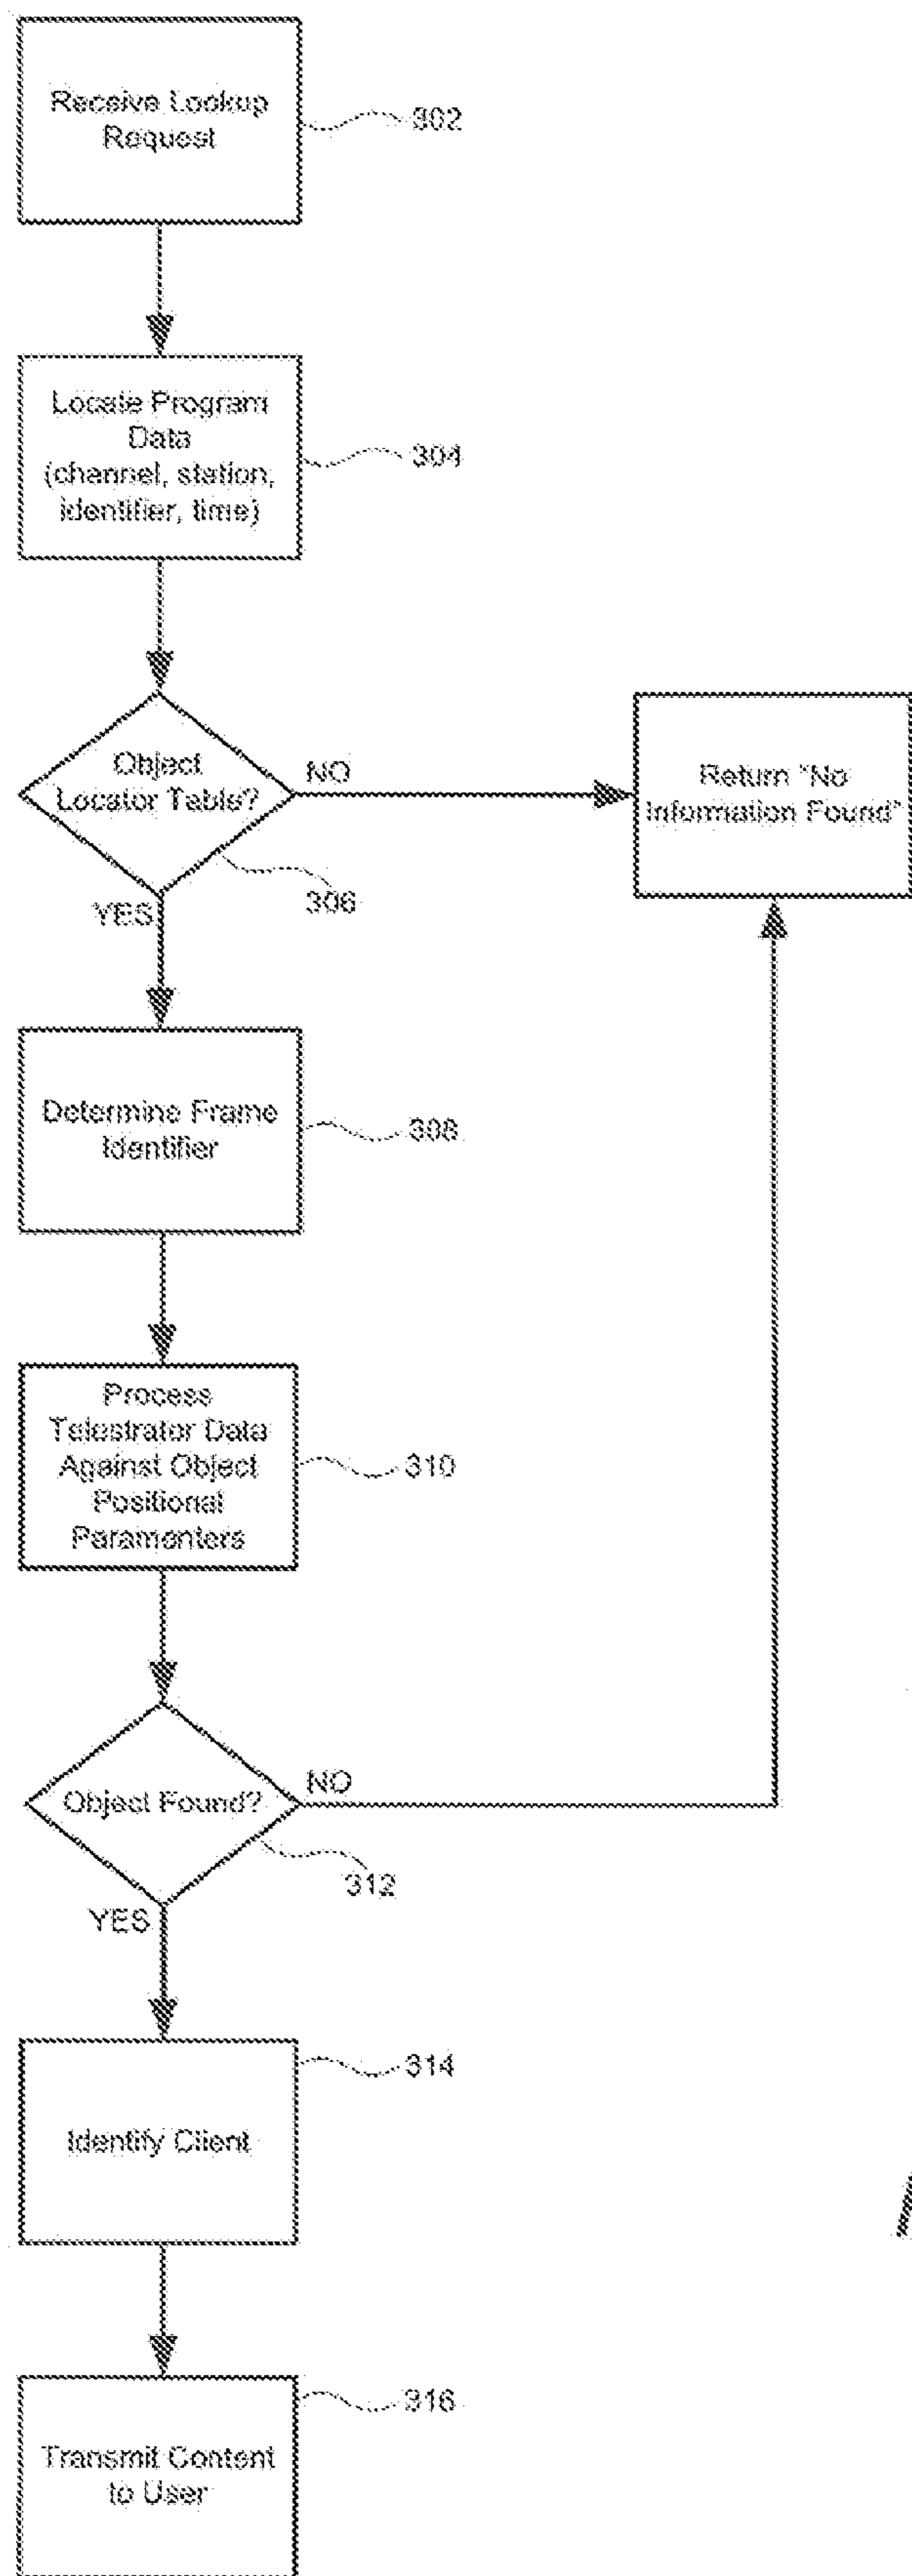 Receive Lookup
Request
302
Locate Program
Data
(channel, station,
identifier, time)
304
Object
Locator Table?
NO
306
YES
Return "No
Information Found"
Determine Frame
Identifier
308
Process
Telestrator Data
Against Object
Positional
Paramenters
310
Object Found?
NO
312
YES
314
Identify Client
316
Transmit Content
to User